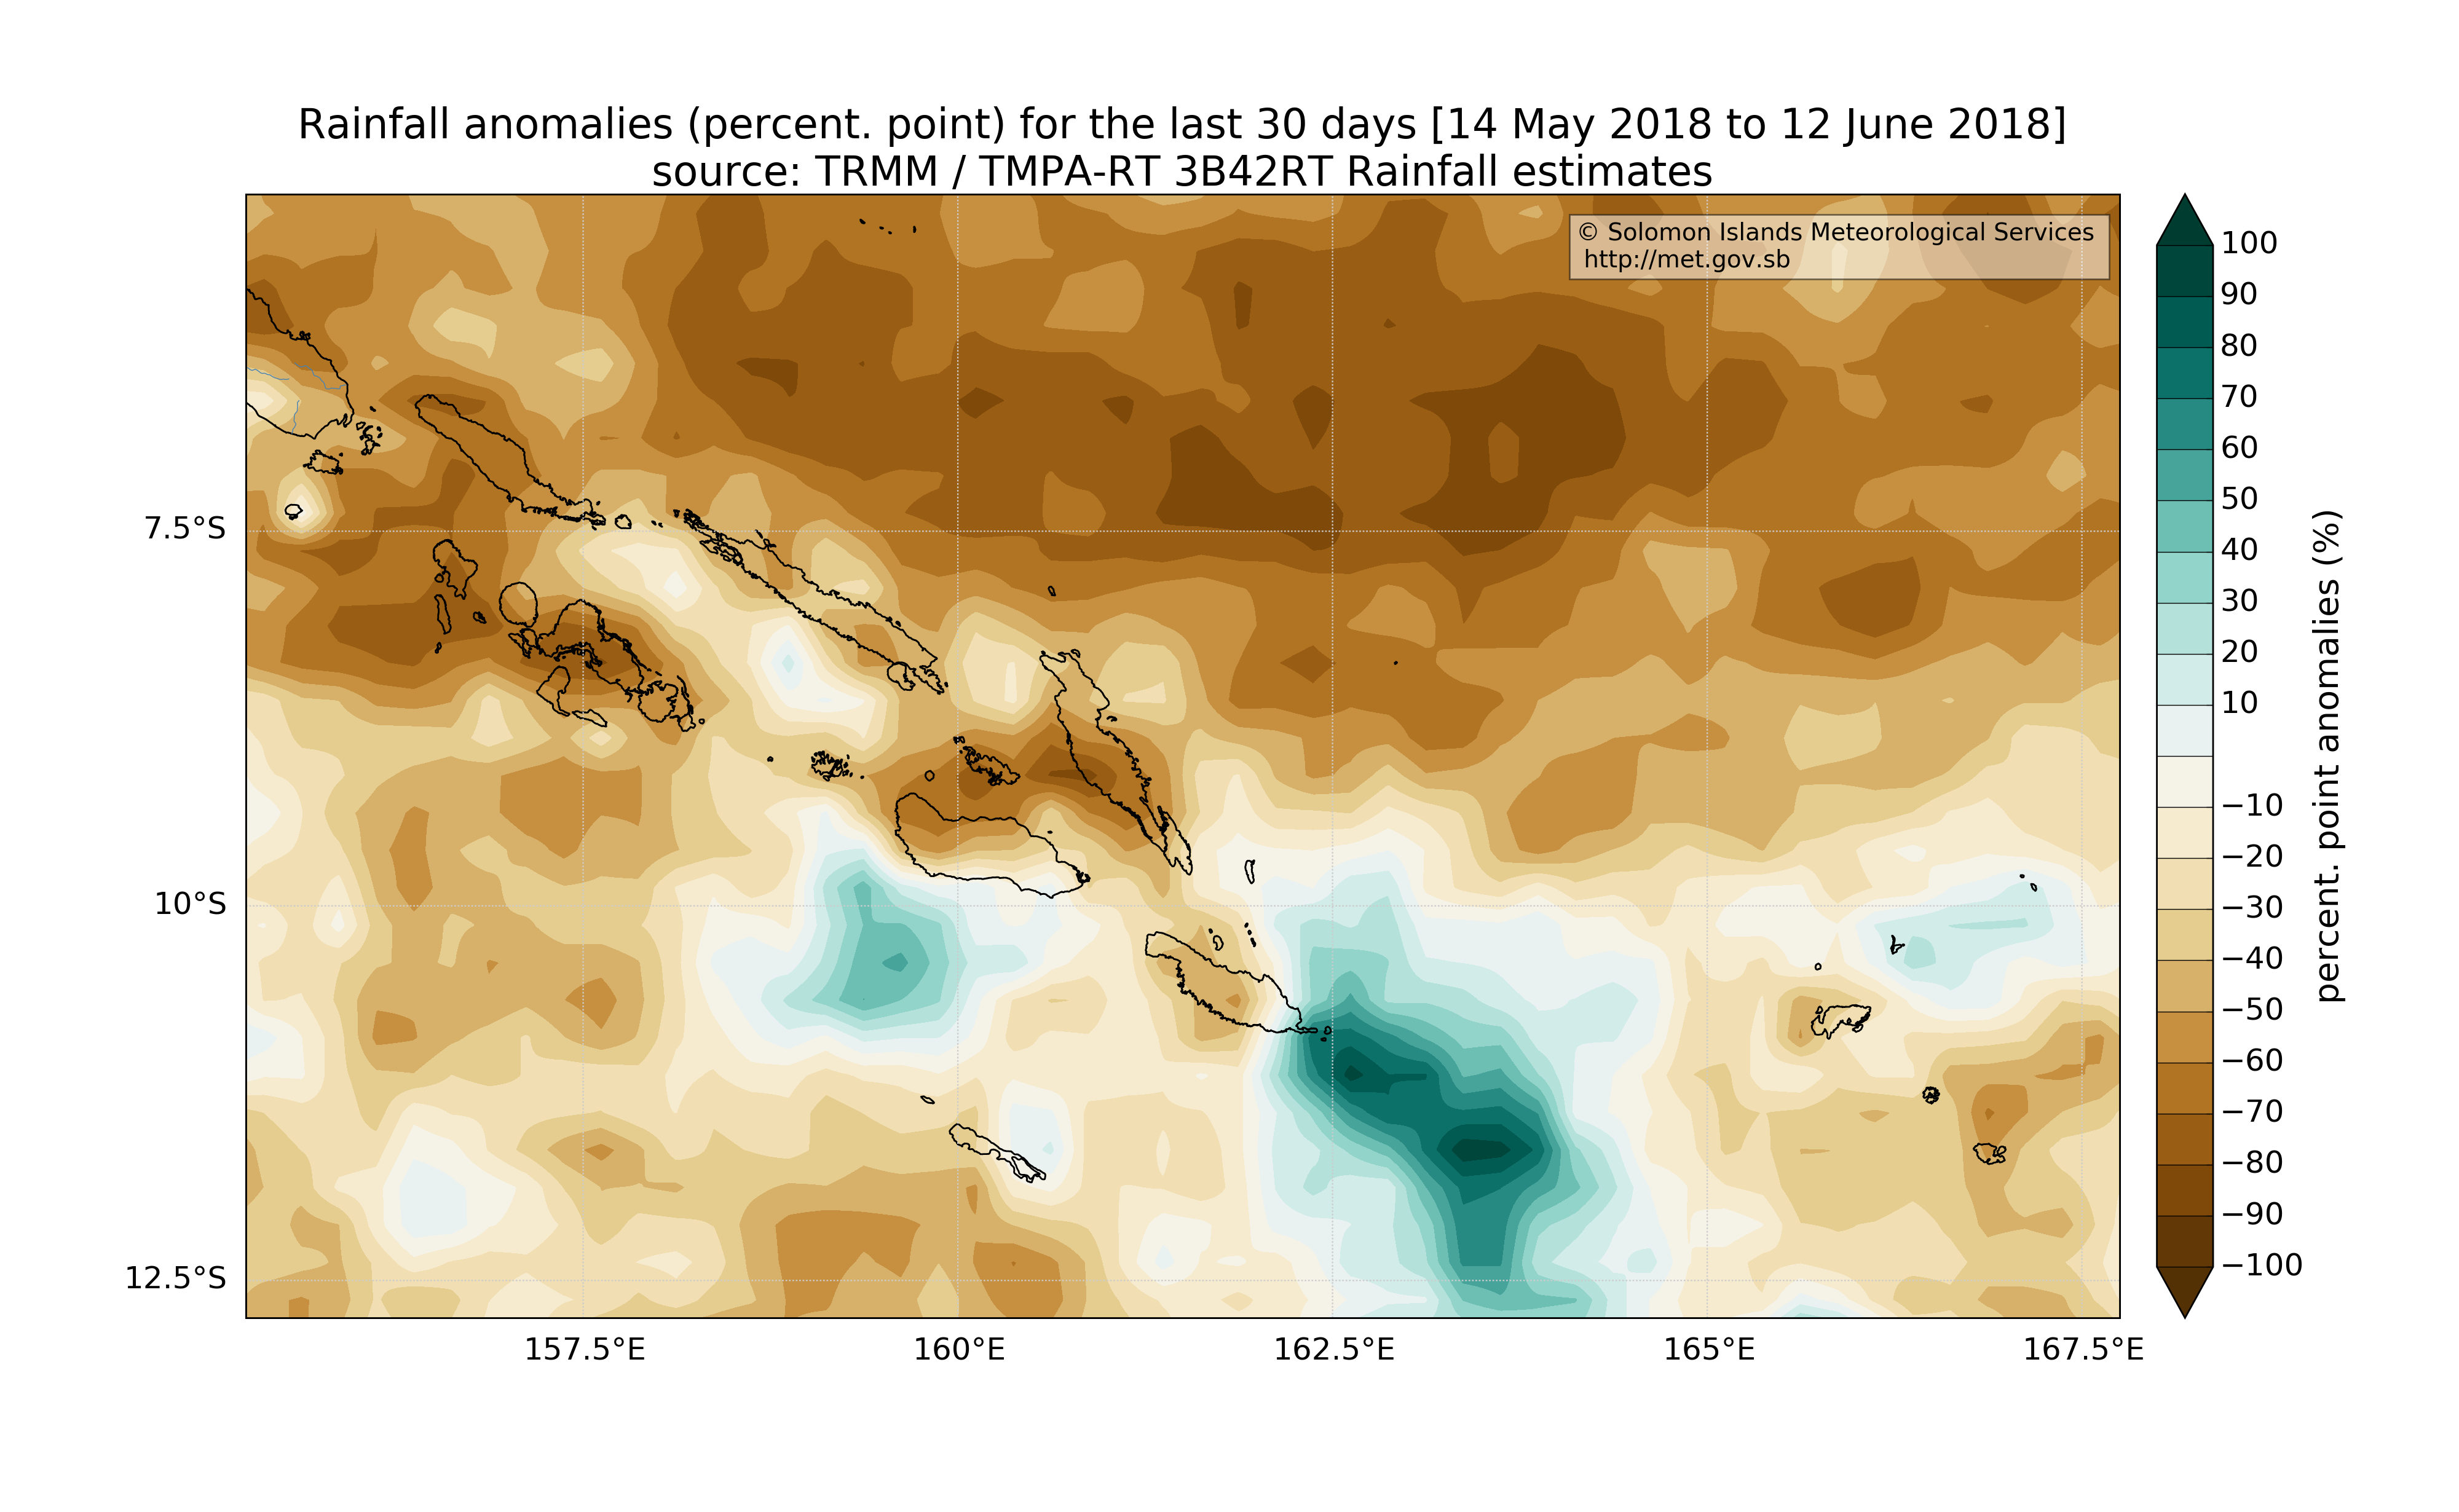 Rainfall anomalies (percent. point) for the last 30 days [14 May 2018 to 12 June 2018]
source: TRMM / TMPA-RT 3B42RT Rainfall estimates
© Solomon Islands Meteorological Services
http://met.gov.sb
7.5°S
10°S
12.5°S
157.5°E
160°E
162.5°E
165°E
167.5°E
100
90
80
70
60
50
40
30
20
10
−10
−20
−30
−40
−50
−60
−70
−80
−90
−100
percent. point anomalies (%)